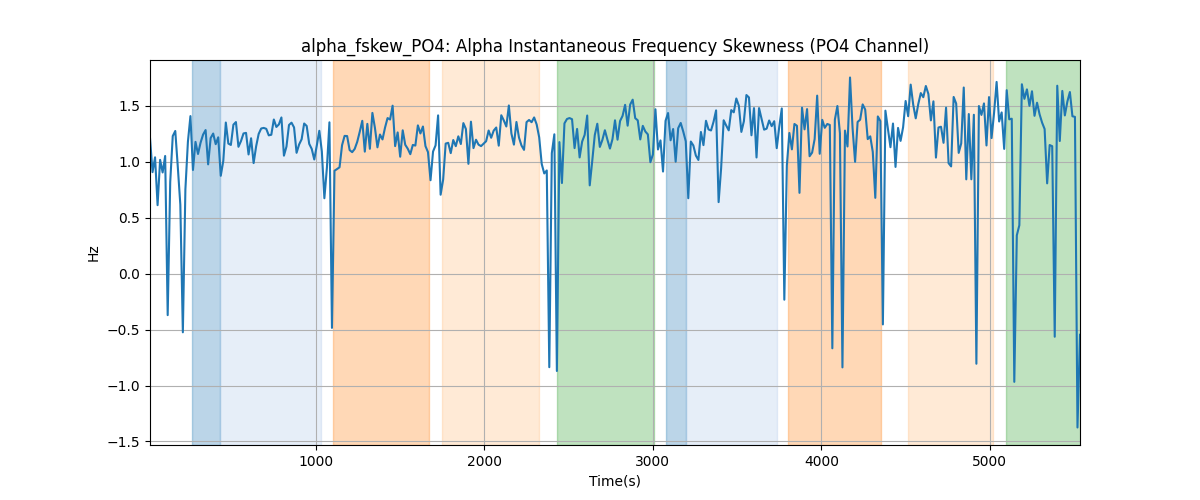 alpha_fskew_PO4: Alpha Instantaneous Frequency Skewness (PO4 Channel)
1.5
1.0
0.5
0.0
−0.5
−1.0
−1.5
Hz
1000 2000 3000 4000 5000
Time(s)